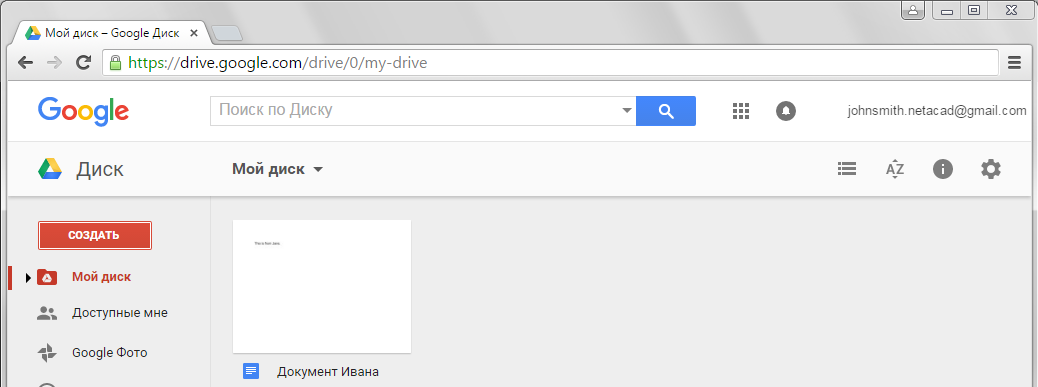 Мой диск – Google Диск
https://drive.google.com/drive/0/my-drive
Google
Поиск по Диску
johnsmith.netacad@gmail.com
Диск
Мой диск
AZ
СОЗДАТЬ
Мой диск
Доступные мне
Google Фото
Документ Ивана